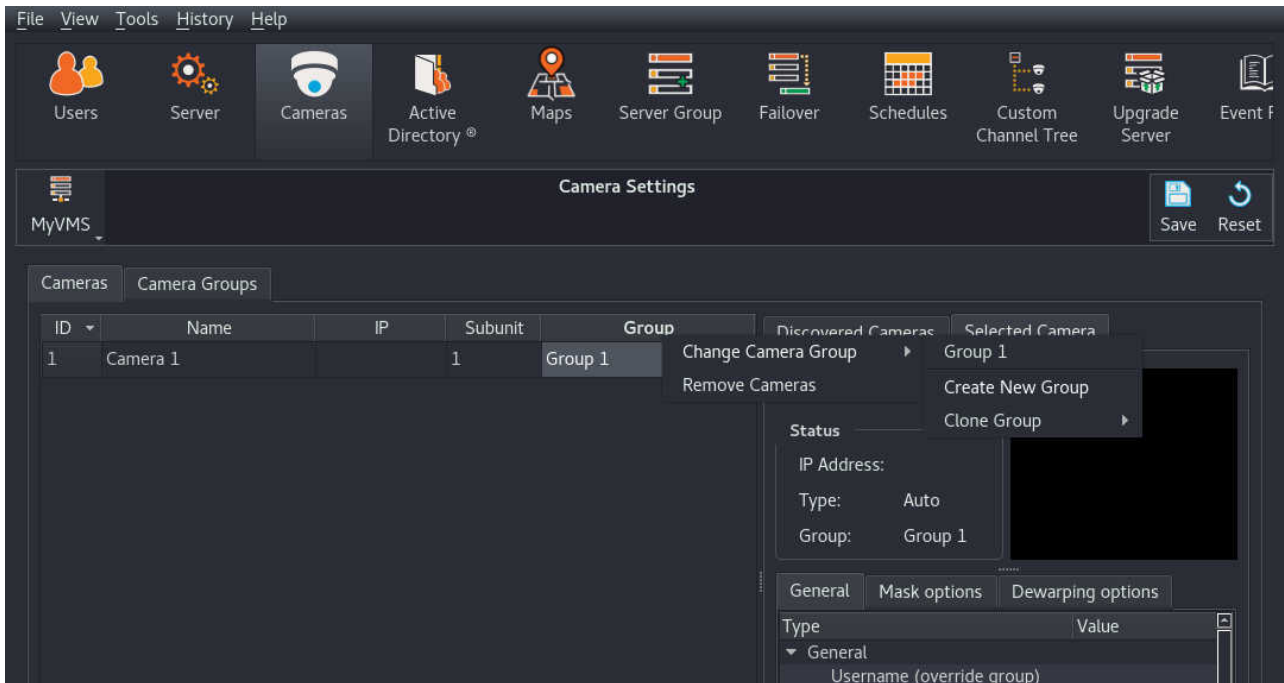 File View Tools History Help
Users Server Cameras Active Directory ® Maps Server Group Failover Schedules Custom Channel Tree Upgrade Server Event
MyVMS
Camera Settings
Save Reset
Cameras Camera Groups
ID Name IP Subunit Group
1 Camera 1 1 Group 1
Discovered Cameras Selected Camera
Change Camera Group Group 1
Remove Cameras Create New Group
Clone Group
Status
IP Address:
Type: Auto
Group: Group 1
General Mask options Dewarping options
Type Value
General
Username (override group)